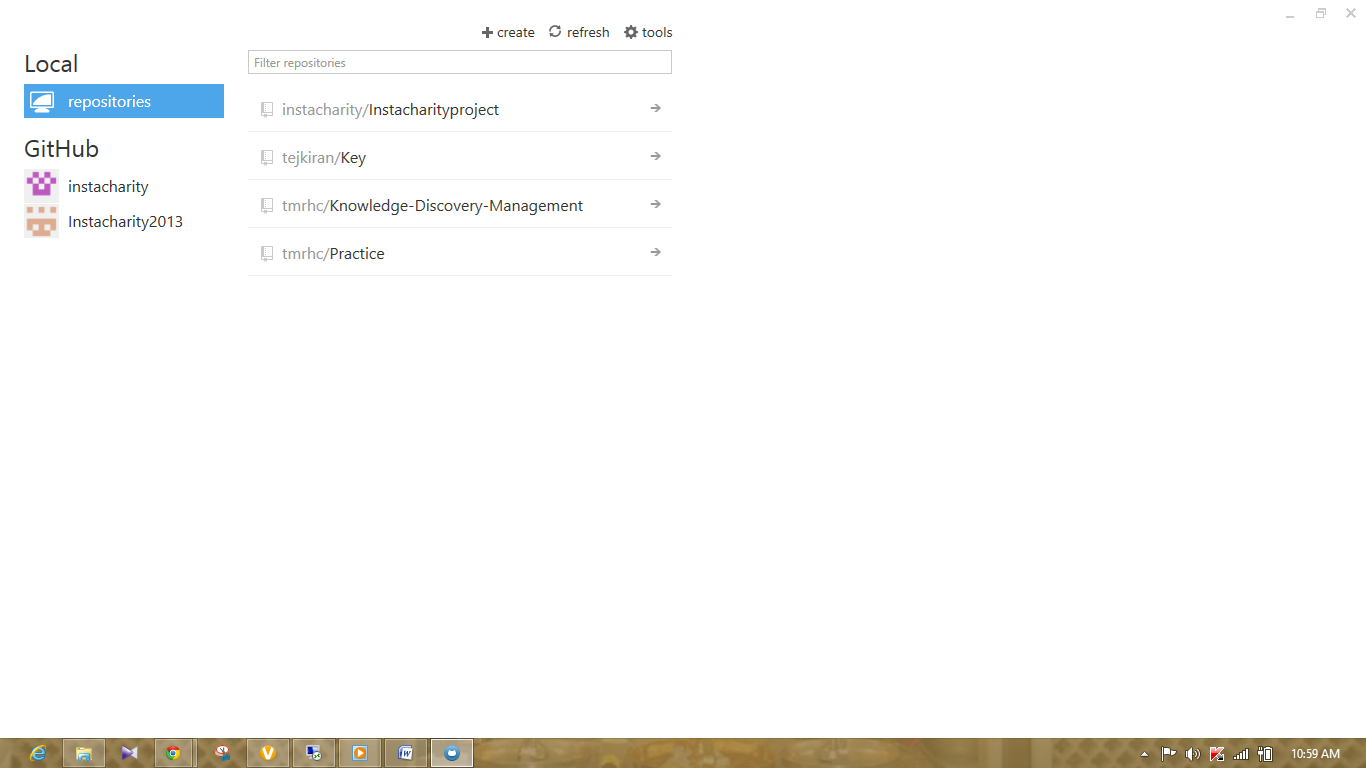 create refresh tools
Local
repositories
GitHub
instacharity
Instacharity2013
Filter repositories
instacharity/Instacharityproject
tejkiran/Key
tmrhc/Knowledge-Discovery-Management
tmrhc/Practice
10:59 AM